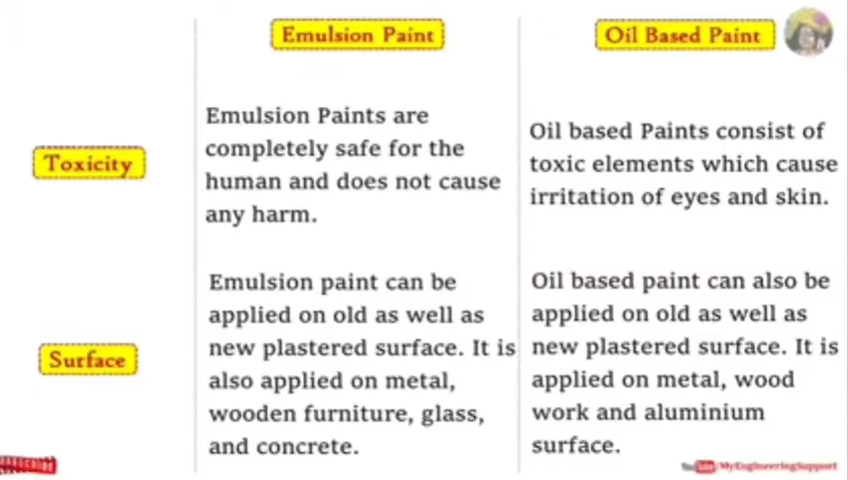 Emulsion Paint
Oil Based Paint
Toxicity
Emulsion Paints are
completely safe for the
human and does not cause
any harm.
Oil based Paints consist of
toxic elements which cause
irritation of eyes and skin.
Surface
Emulsion paint can be
applied on old as well as
new plastered surface. It is
also applied on metal,
wooden furniture, glass,
and concrete.
Oil based paint can also be
applied on old as well as
new plastered surface. It is
applied on metal, wood
work and aluminium
surface.
YouTube/MyEngineeringSupport